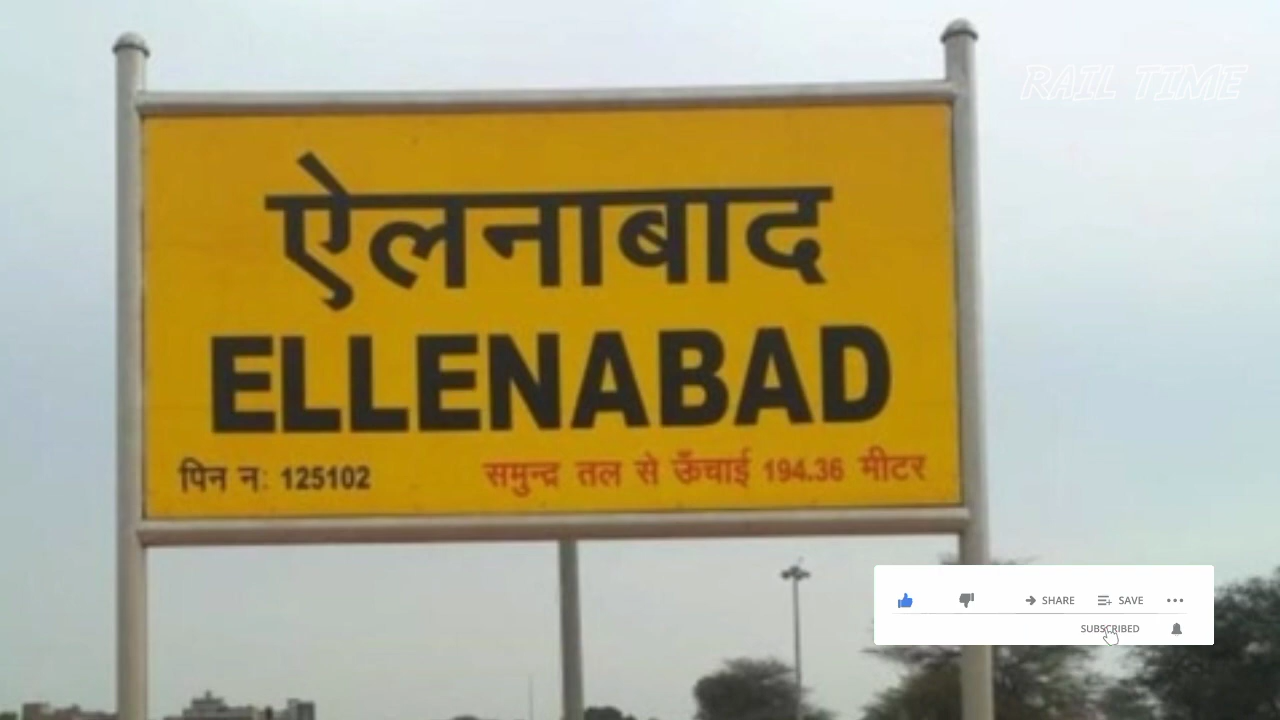 RAIL TIME
ऐलनाबाद
ELLENABAD
पिन न: 125102 समुन्द्र तल से ऊँचाई 194.36 मीटर
SHARE SAVE
SUBSCRIBED